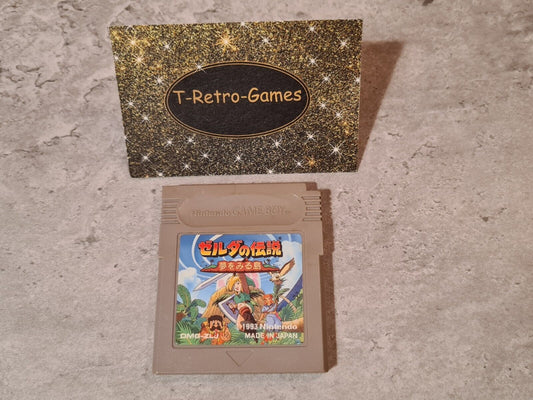 T-Retro-Games
Nintendo GAME BOY
ゼルダの伝説
夢をみる島
1993 Nintendo
DMG-ZLJ MADE IN JAPAN